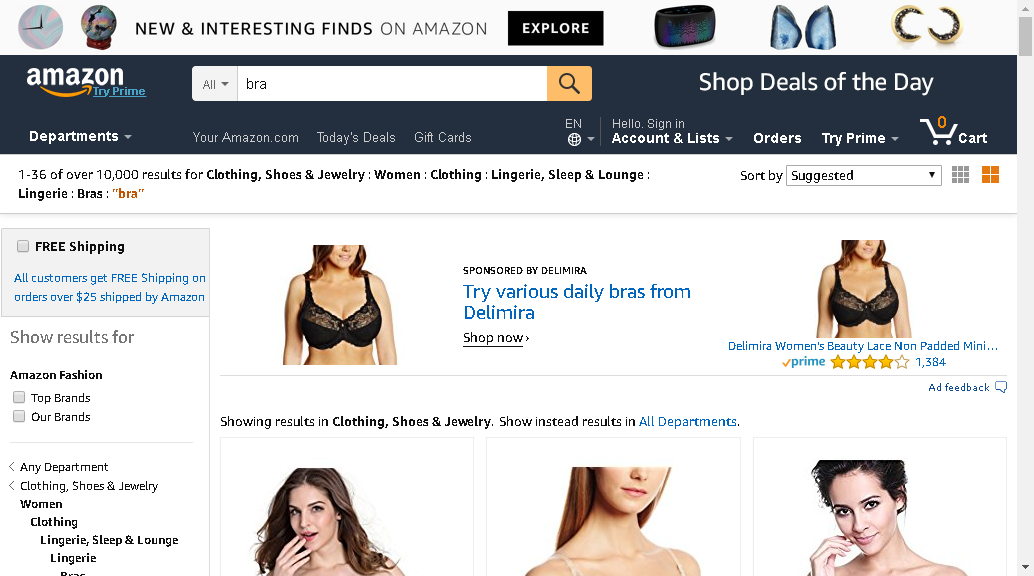 NEW & INTERESTING FINDS ON AMAZON EXPLORE
amazon
Try Prime
All
bra
Shop Deals of the Day
Departments
Your Amazon.com Today's Deals Gift Cards
EN
Hello. Sign in
Account & Lists
Orders
Try Prime
0
Cart
1-36 of over 10,000 results for Clothing, Shoes & Jewelry : Women : Clothing : Lingerie, Sleep & Lounge :
Lingerie : Bras : "bra"
Sort by Suggested
FREE Shipping
All customers get FREE Shipping on
orders over $25 shipped by Amazon
Show results for
Amazon Fashion
Top Brands
Our Brands
Any Department
Clothing, Shoes & Jewelry
Women
Clothing
Lingerie, Sleep & Lounge
Lingerie
Bras
SPONSORED BY DELIMIRA
Try various daily bras from
Delimira
Shop now ›
Delimira Women's Beauty Lace Non Padded Mini...
prime 1,384
Ad feedback
Showing results in Clothing, Shoes & Jewelry. Show instead results in All Departments.